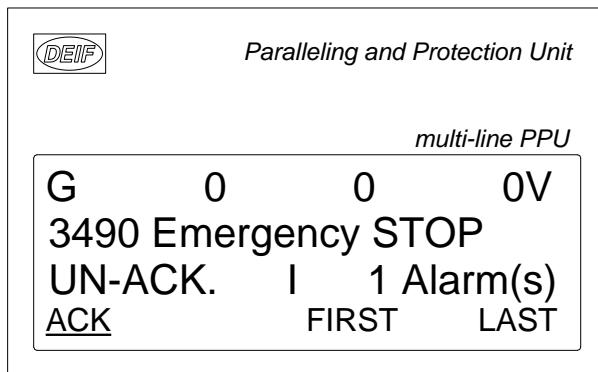 DEIF
Paralleling and Protection Unit
multi-line PPU
G 0 0 0V
3490 Emergency STOP
UN-ACK. I 1 Alarm(s)
ACK FIRST LAST